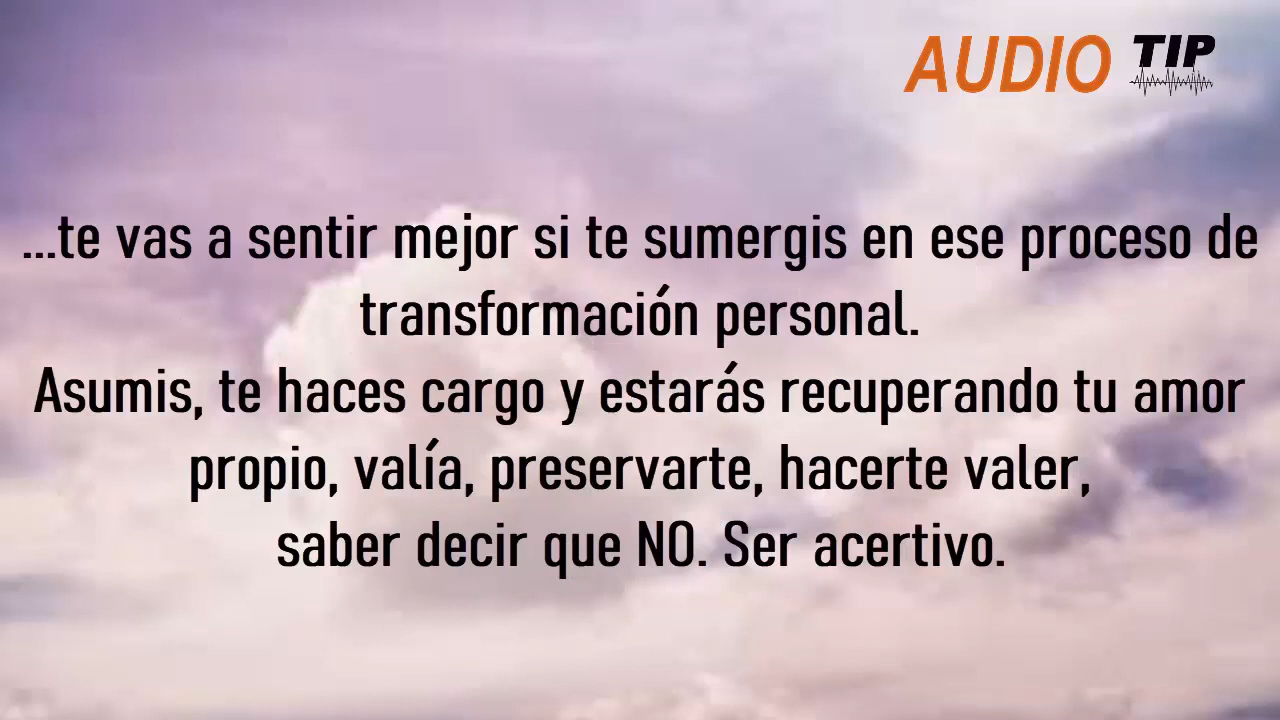 AUDIO TIP
...te vas a sentir mejor si te sumergis en ese proceso de
transformación personal.
Asumis, te haces cargo y estarás recuperando tu amor
propio, valía, preservarte, hacerte valer,
saber decir que NO. Ser acertivo.